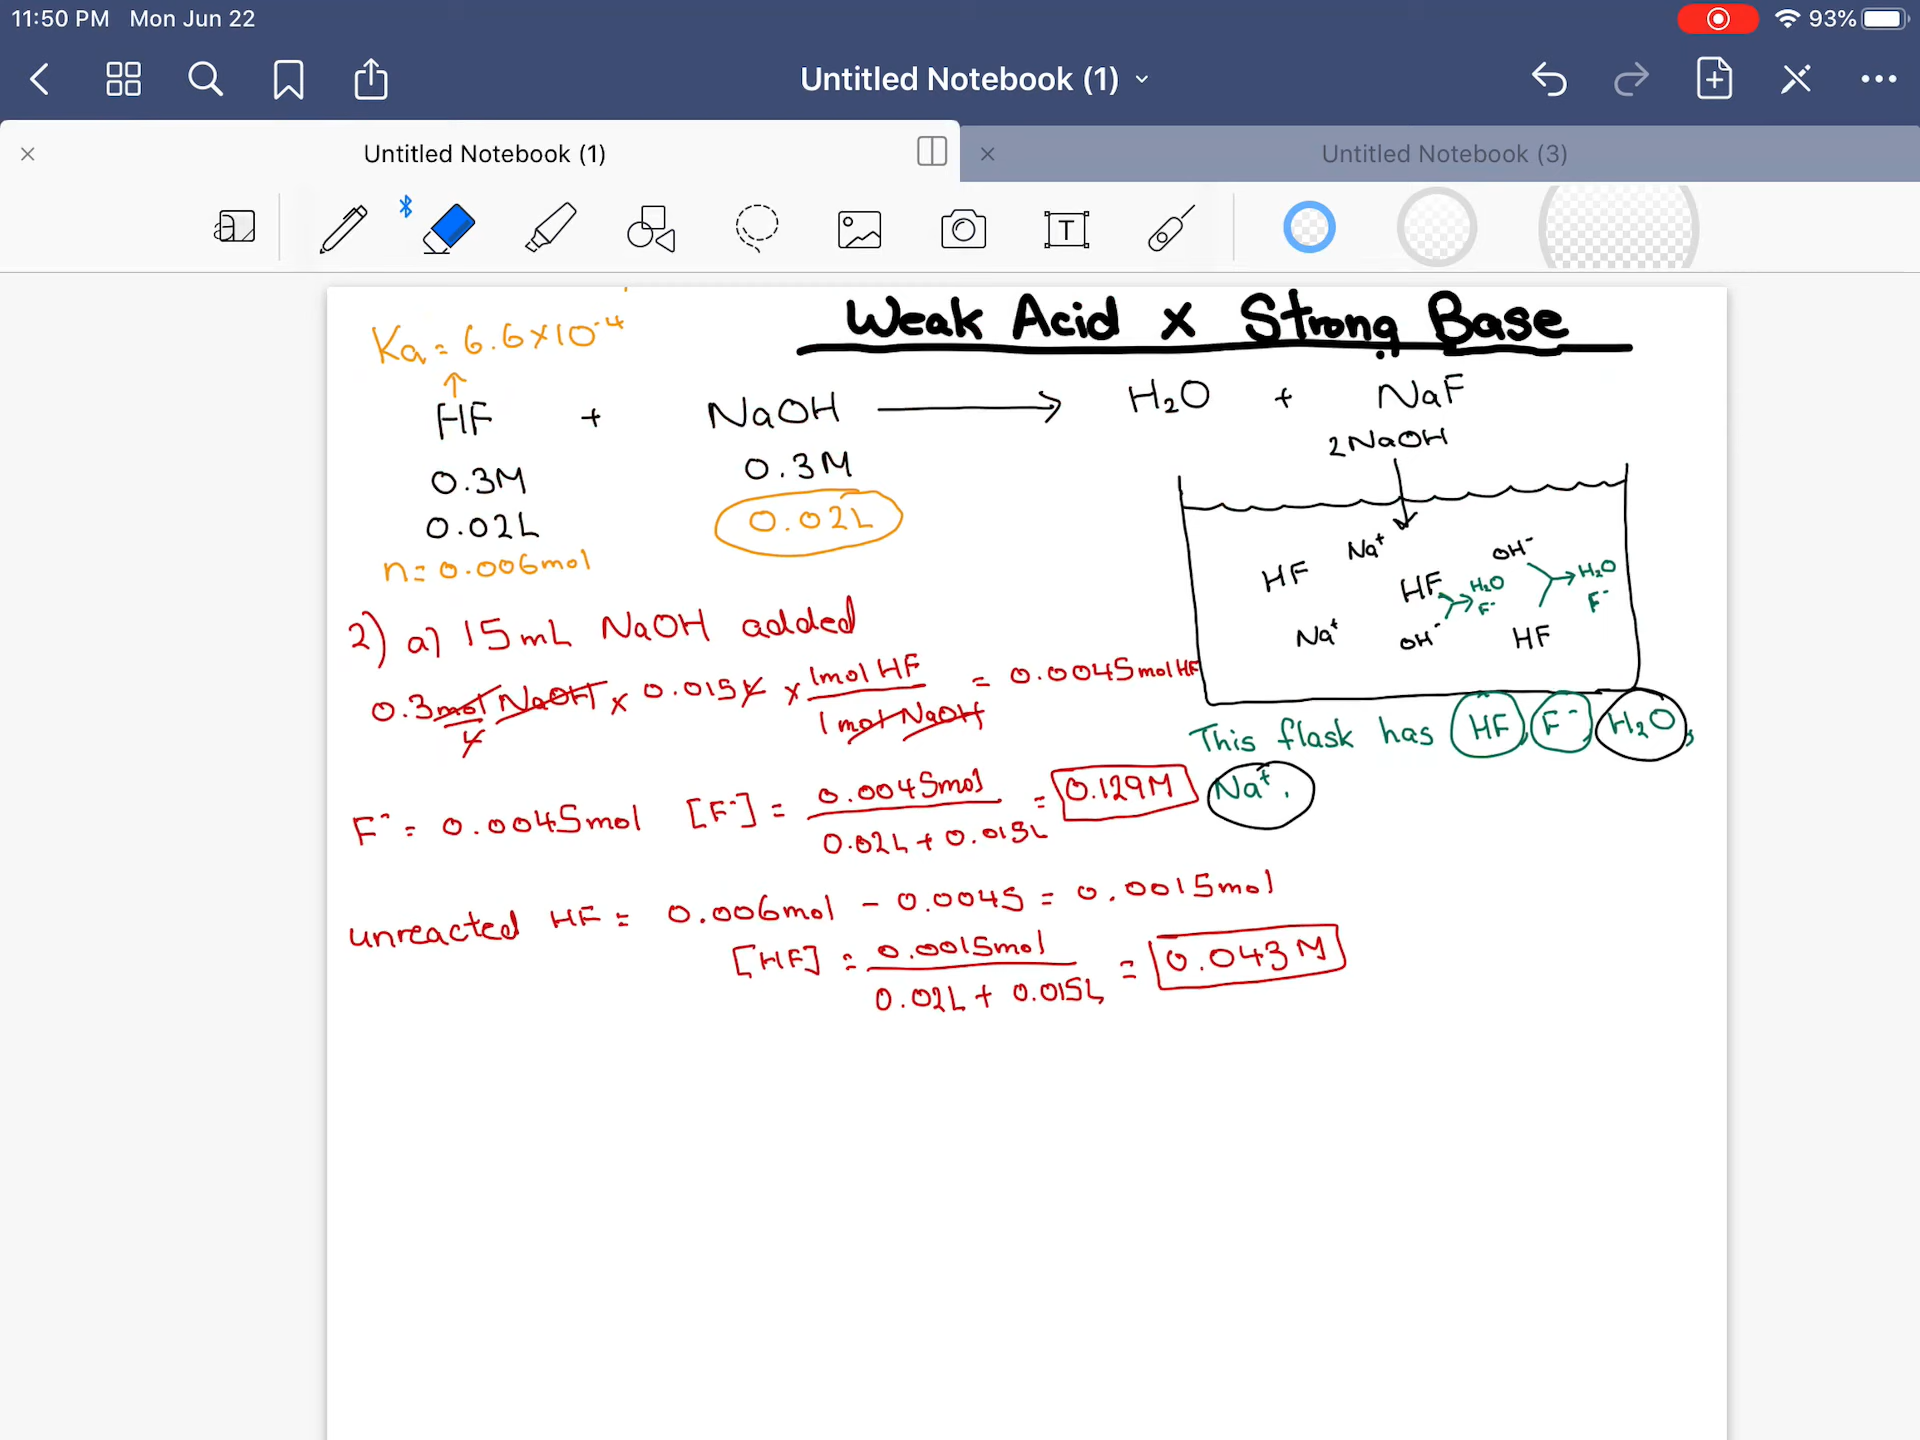 11:50 PM Mon Jun 22
93%
Untitled Notebook (1)
Untitled Notebook (1)
Untitled Notebook (3)
Weak Acid x Strong Base
Ka = 6.6×10⁻⁴
↑
HF + NaOH → H₂O + NaF
0.3M
0.3M
0.02L
0.02L
n = 0.006mol
2NaOH
HF
Na⁺
HF
H₂O
F⁻
OH⁻
H₂O
F⁻
Na⁺
OH⁻
HF
This flask has HF, F⁻, H₂O,
Na⁺.
2) a) 15mL NaOH added
0.3 mol NaOH / L × 0.015L × 1mol HF / 1mol NaOH = 0.0045mol HF
F⁻ = 0.0045mol [F⁻] = 0.0045mol / 0.02L + 0.015L = 0.129M
unreacted HF = 0.006mol - 0.0045 = 0.0015mol
[HF] = 0.0015mol / 0.02L + 0.015L = 0.043M